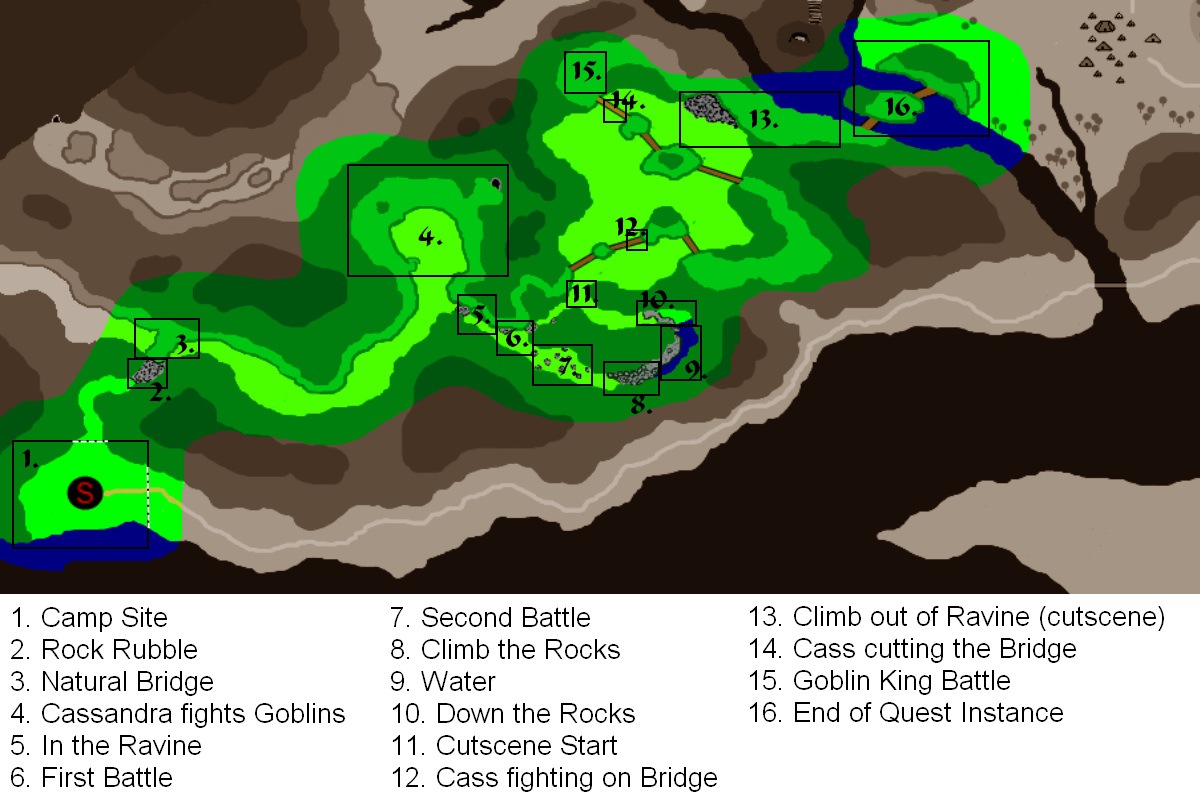 15.
14.
13.
16.
12.
4.
11.
10.
5.
6.
3.
7.
9.
2.
8.
1.
S
1. Camp Site
2. Rock Rubble
3. Natural Bridge
4. Cassandra fights Goblins
5. In the Ravine
6. First Battle
7. Second Battle
8. Climb the Rocks
9. Water
10. Down the Rocks
11. Cutscene Start
12. Cass fighting on Bridge
13. Climb out of Ravine (cutscene)
14. Cass cutting the Bridge
15. Goblin King Battle
16. End of Quest Instance